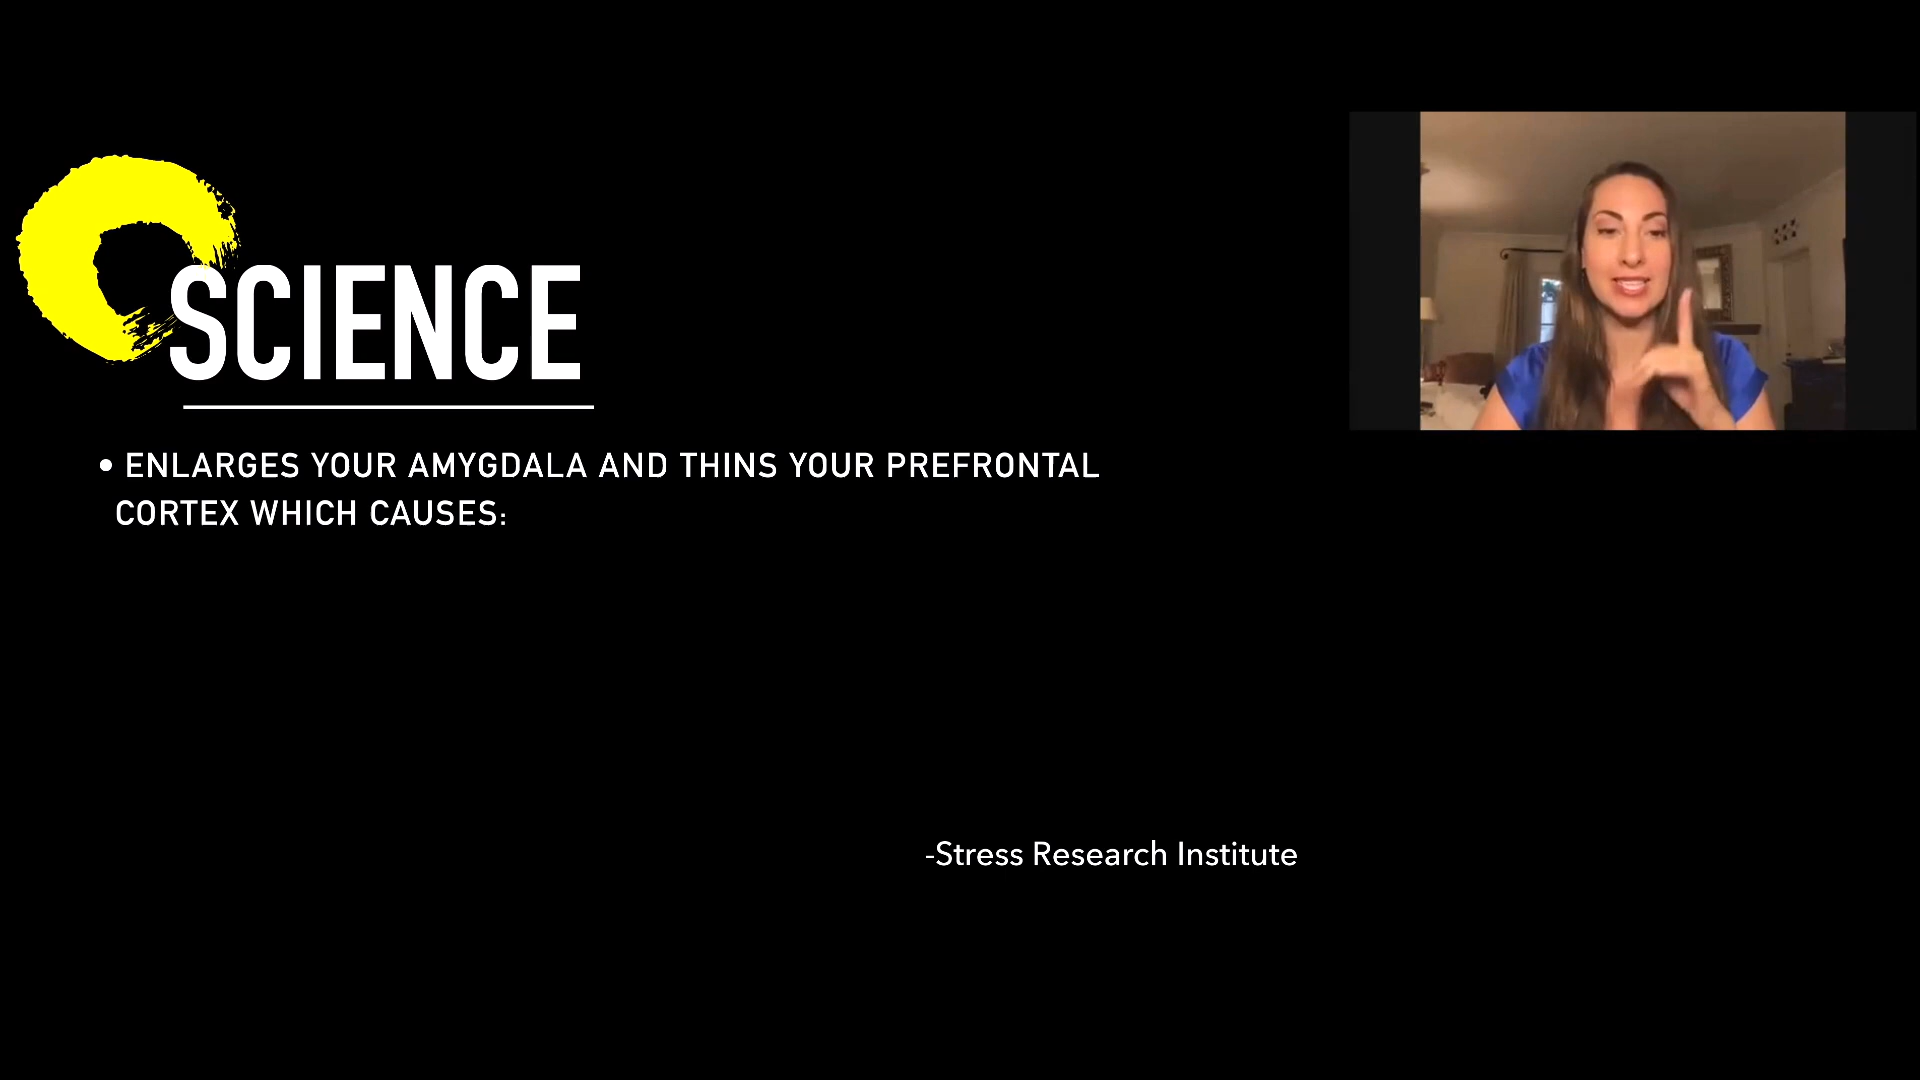 SCIENCE
• ENLARGES YOUR AMYGDALA AND THINS YOUR PREFRONTAL
CORTEX WHICH CAUSES:
-Stress Research Institute